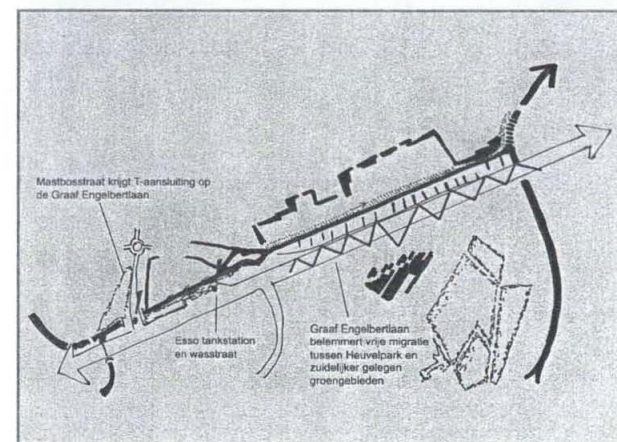 Mastbosstraat krijgt T-aansluiting op
de Graaf Engelbertlaan
Esso tankstation
en wasstraat
Graaf Engelbertlaan
belemmert vrije migratie
tussen Heuvelpark en
zuidelijker gelegen
groengebieden